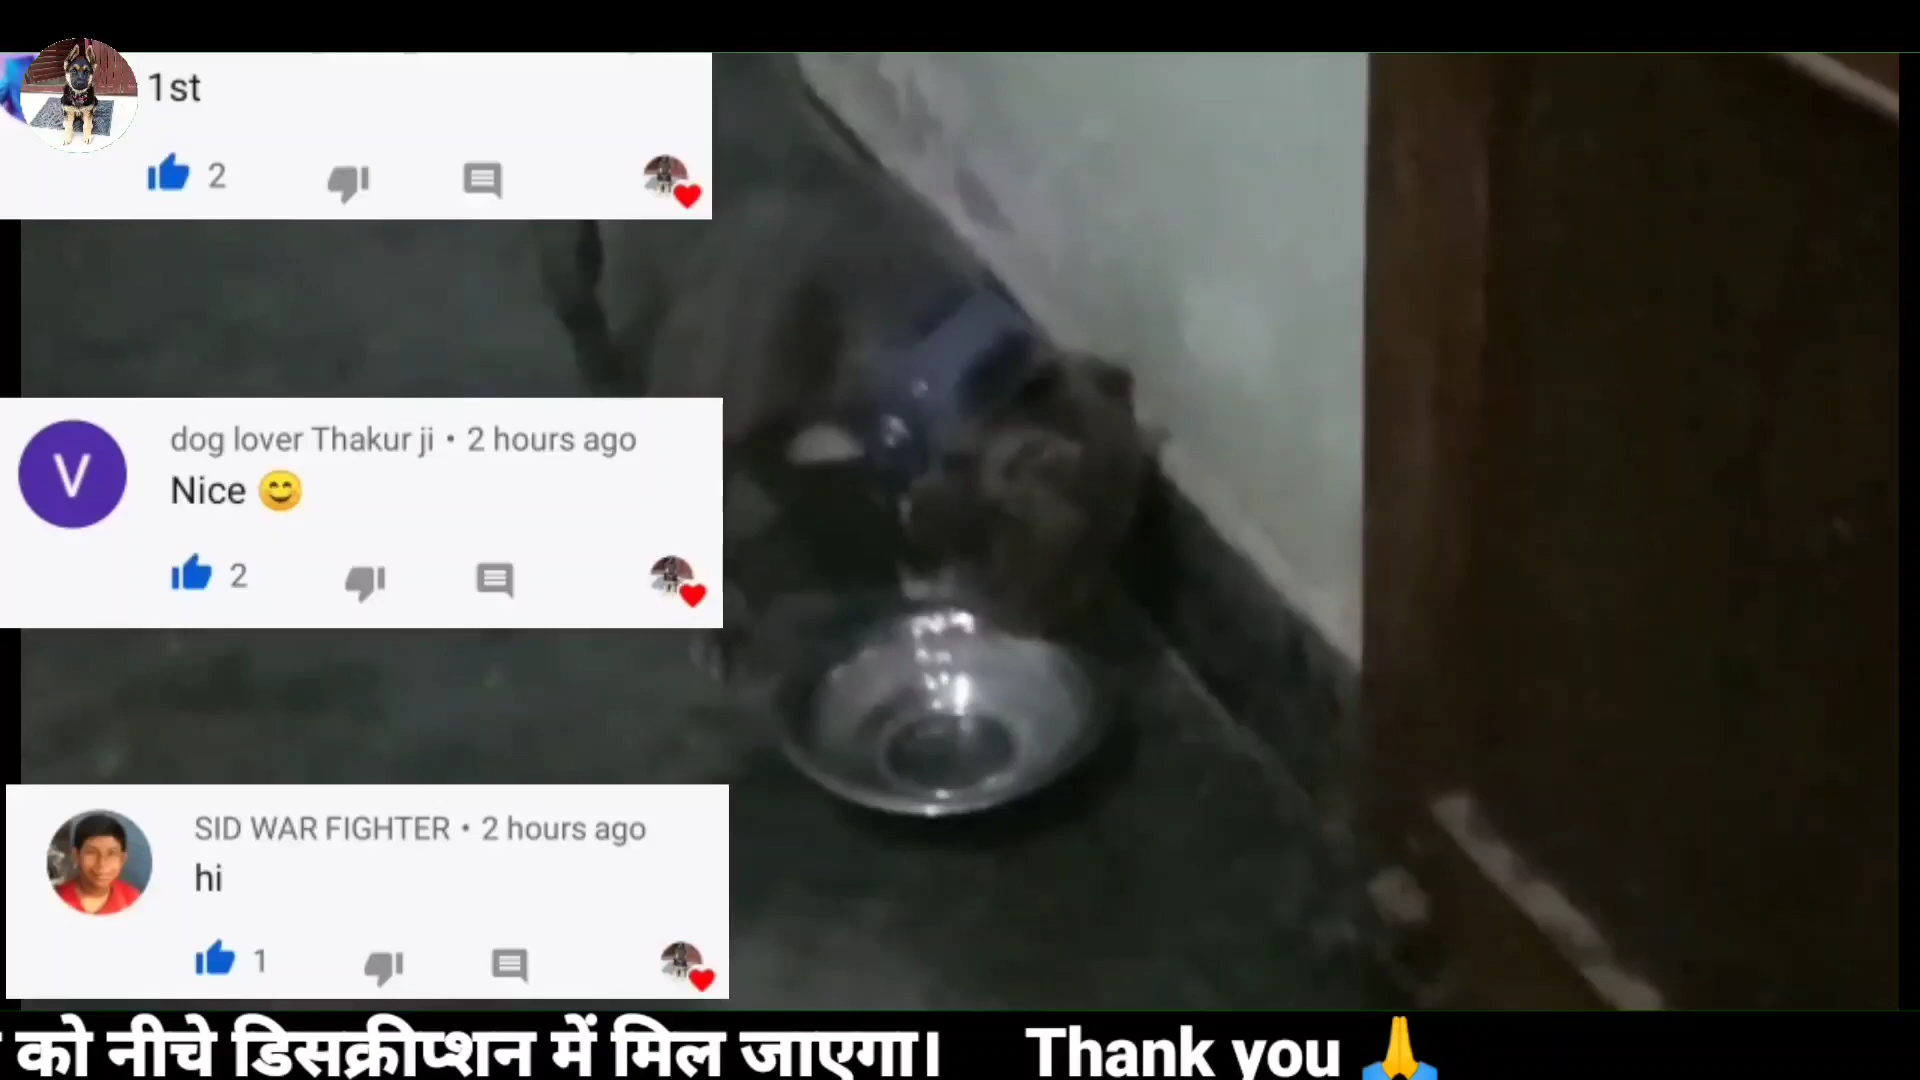 1st
2
dog lover Thakur ji • 2 hours ago
Nice 😊
2
V
SID WAR FIGHTER • 2 hours ago
hi
1
को नीचे डिसक्रीप्शन में मिल जाएगा। Thank you 🙏